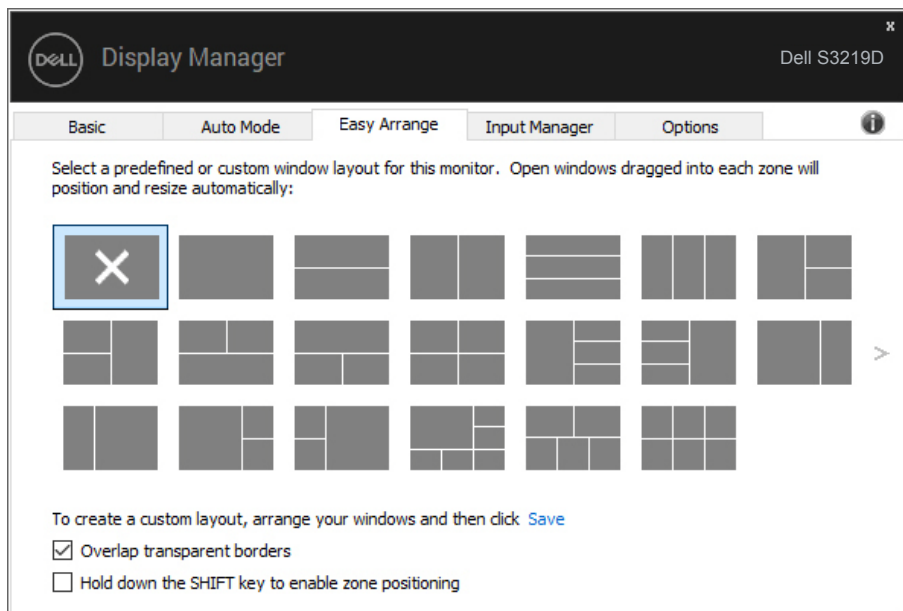 x
DELL Display Manager Dell S3219D
Basic Auto Mode Easy Arrange Input Manager Options i
Select a predefined or custom window layout for this monitor. Open windows dragged into each zone will
position and resize automatically:
>
To create a custom layout, arrange your windows and then click Save
Overlap transparent borders
Hold down the SHIFT key to enable zone positioning